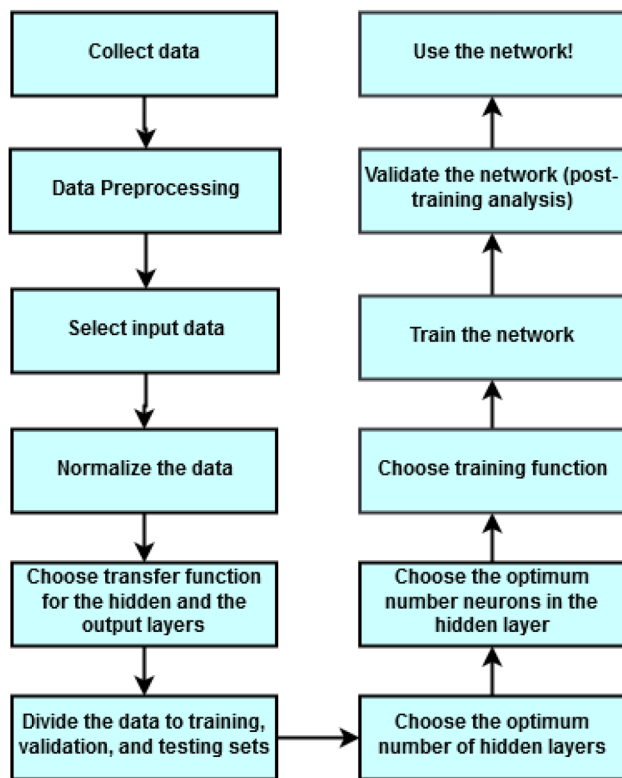 Collect data
Data Preprocessing
Select input data
Normalize the data
Choose transfer function
for the hidden and the
output layers
Divide the data to training,
validation, and testing sets
Choose the optimum
number of hidden layers
Choose the optimum
number neurons in the
hidden layer
Choose training function
Train the network
Validate the network (post-
training analysis)
Use the network!